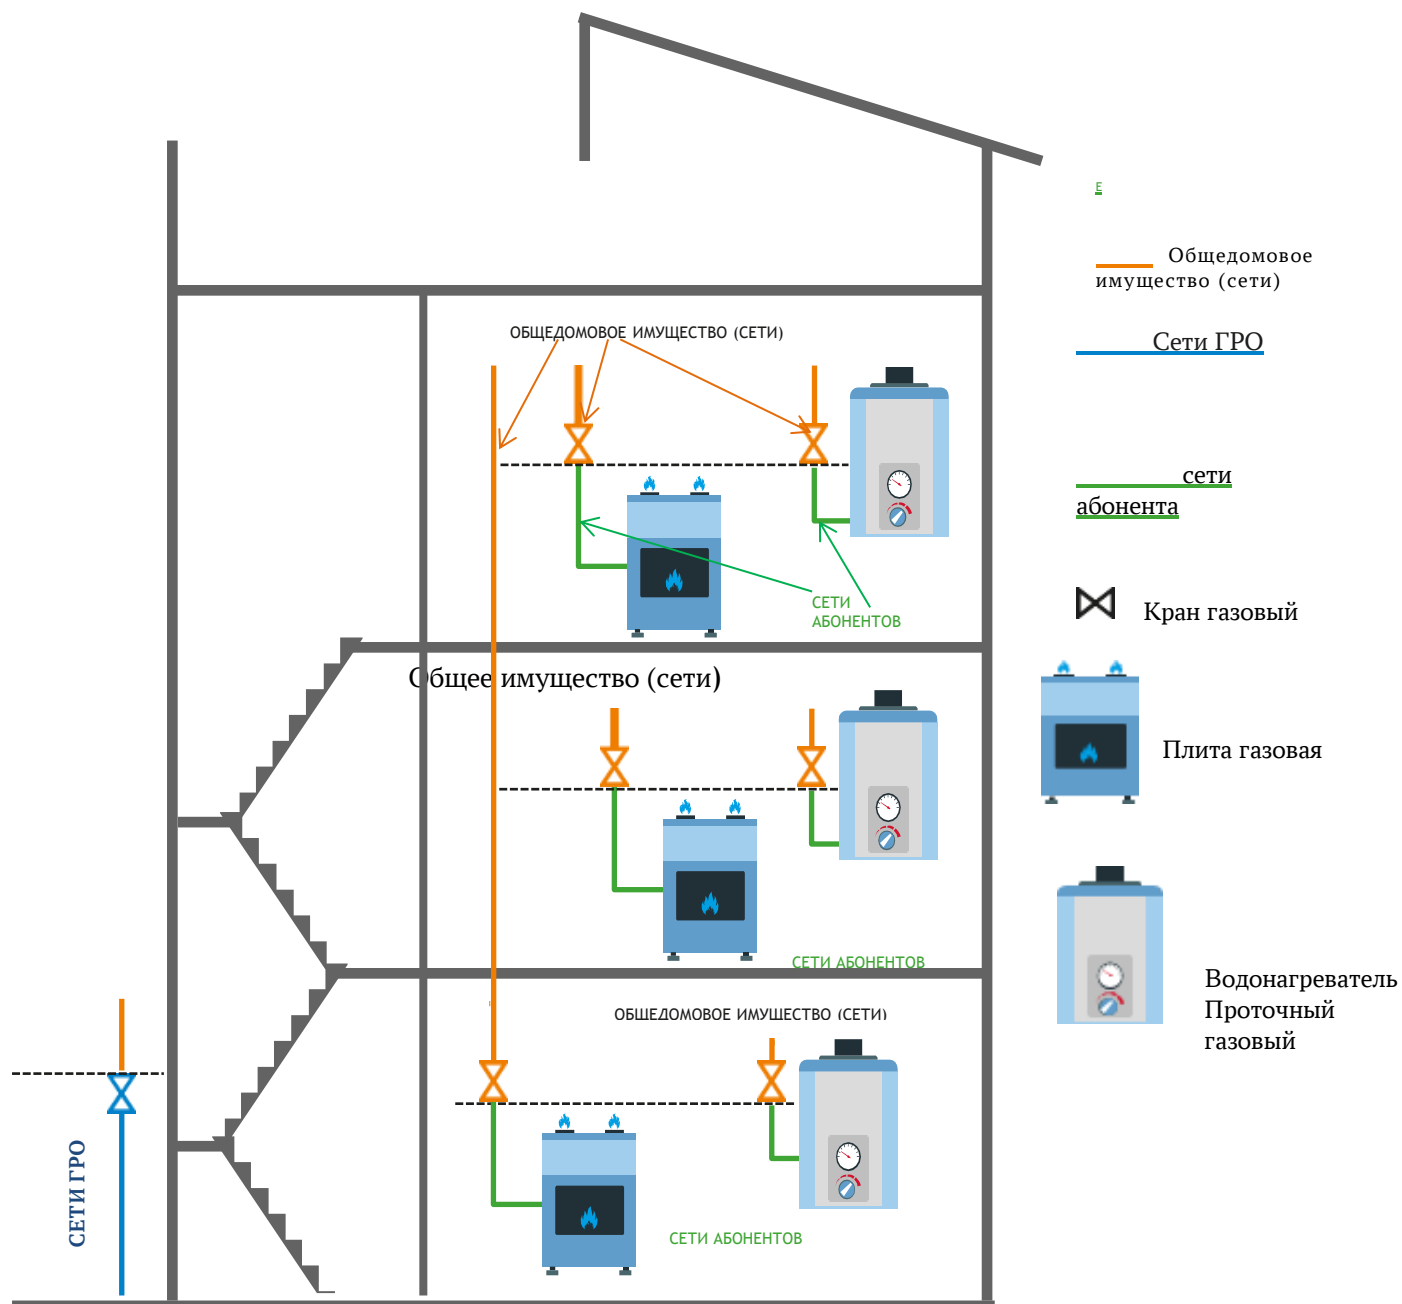 Е
Общедомовое
имущество (сети)
ОБЩЕДОМОВОЕ ИМУЩЕСТВО (СЕТИ)
Сети ГРО
сети
абонента
СЕТИ
АБОНЕНТОВ
Кран газовый
Общее имущество (сети)
Плита газовая
СЕТИ АБОНЕНТОВ
Водонагреватель
Проточный
газовый
ОБЩЕДОМОВОЕ ИМУЩЕСТВО (СЕТИ)
СЕТИ ГРО
СЕТИ АБОНЕНТОВ